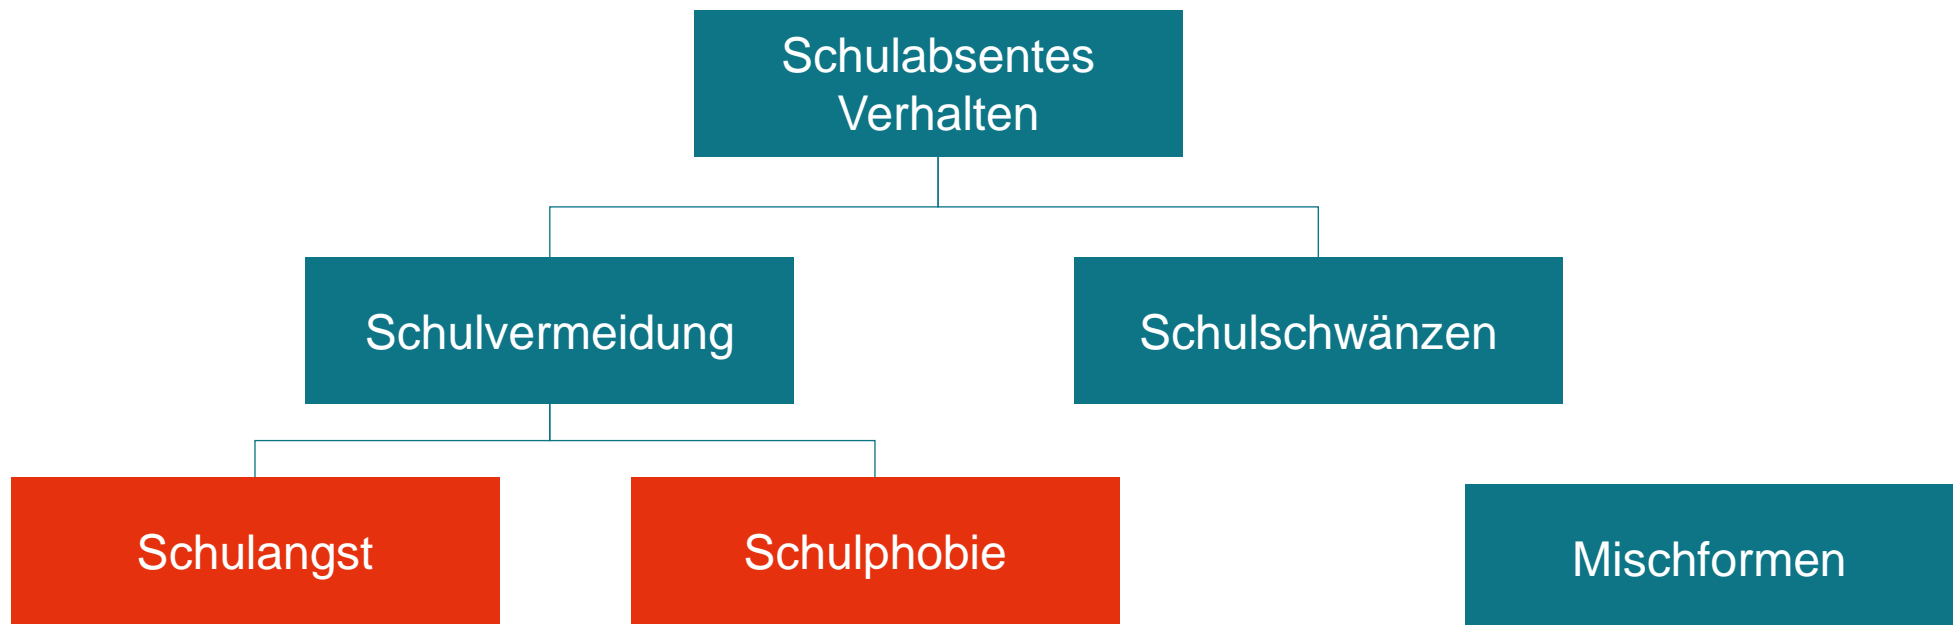 Schulabsentes
Verhalten
Schulvermeidung
Schulschwänzen
Schulangst
Schulphobie
Mischformen